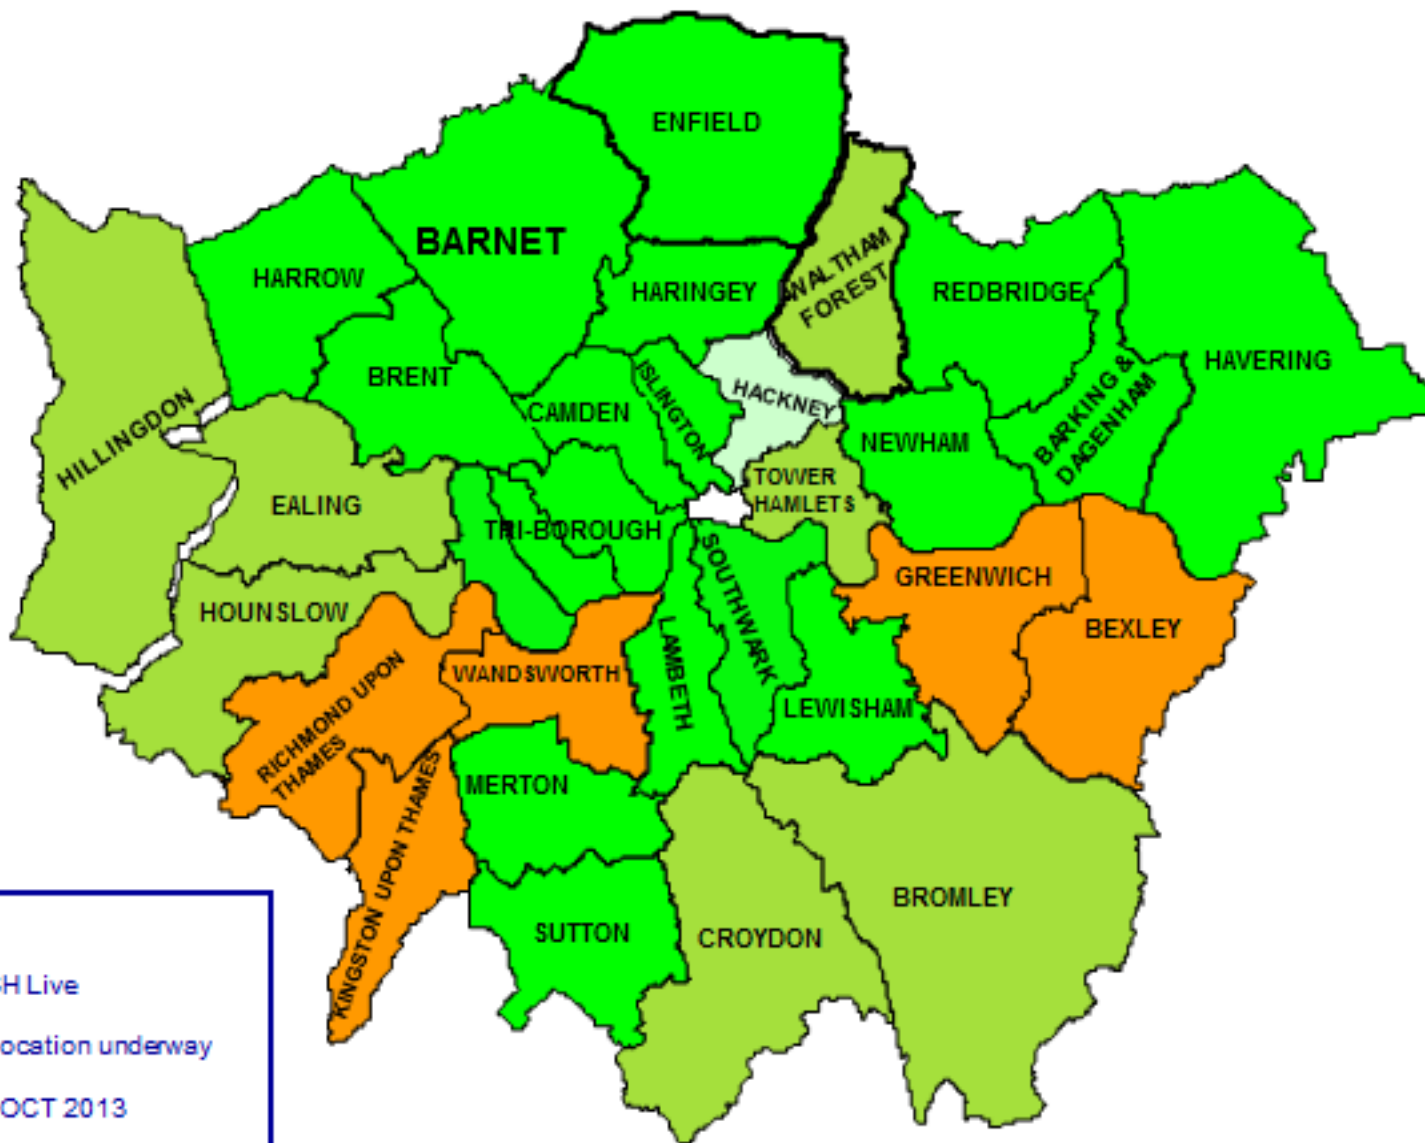 ENFIELD
BARNET
WALTHAM
FOREST
HARROW
HARINGEY
REDBRIDGE
HAVERING
BRENT
ISLINGTON
HACKNEY
CAMDEN
BARKING &
DAGENHAM
HILLINGDON
NEWHAM
TOWER
HAMLETS
EALING
TRI-BOROUGH
SOUTHWARK
GREENWICH
HOUNSLOW
BEXLEY
LAMBETH
WANDSWORTH
RICHMOND UPON
THAMES
LEWISHAM
KINGSTON UPON THAMES
MERTON
BROMLEY
SUTTON
CROYDON
Live
underway
OCT 2013